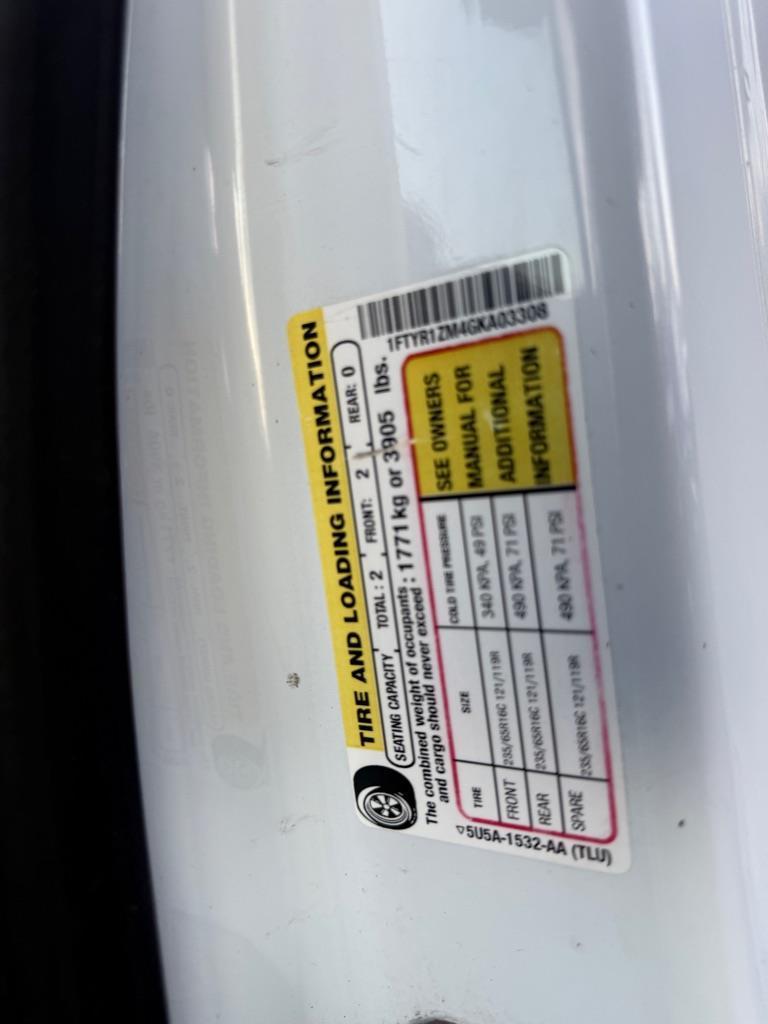 TIRE AND LOADING INFORMATION
SEATING CAPACITY TOTAL : 2 FRONT: 2 REAR: 0
The combined weight of occupants
and cargo should never exceed : 1771 kg or 3905 lbs.
1FTYR1ZM4GKA03308
TIRE SIZE COLD TIRE PRESSURE
FRONT 235/65R16C 121/119R 340 KPA, 49 PSI
REAR 235/65R16C 121/119R 490 KPA, 71 PSI
SPARE 235/65R16C 121/119R 490 KPA, 71 PSI
SEE OWNERS
MANUAL FOR
ADDITIONAL
INFORMATION
5U5A-1532-AA (TLU)